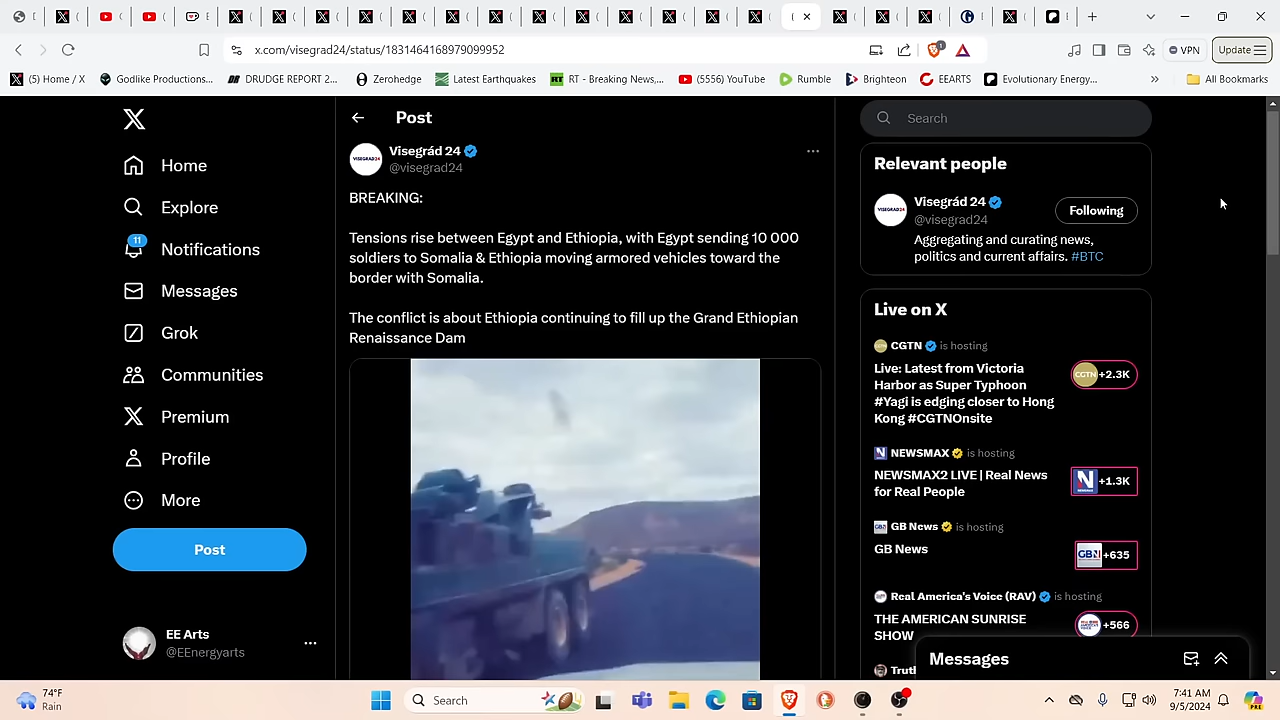 x.com/visegrad24/status/1831464168979099952
VPN
Update
(5) Home / X
Godlike Productions...
DRUDGE REPORT 2...
Zerohedge
Latest Earthquakes
RT - Breaking News,...
(5556) YouTube
Rumble
Brighteon
EEARTS
Evolutionary Energy...
All Bookmarks
Home
Explore
11
Notifications
Messages
Grok
Communities
Premium
Profile
More
Post
EE Arts
@EEnergyarts
Post
Visegrád 24
@visegrad24
BREAKING:
Tensions rise between Egypt and Ethiopia, with Egypt sending 10 000
soldiers to Somalia & Ethiopia moving armored vehicles toward the
border with Somalia.
The conflict is about Ethiopia continuing to fill up the Grand Ethiopian
Renaissance Dam
Search
Relevant people
Visegrád 24
@visegrad24
Following
Aggregating and curating news,
politics and current affairs. #BTC
Live on X
CGTN is hosting
Live: Latest from Victoria
Harbor as Super Typhoon
#Yagi is edging closer to Hong
Kong #CGTNOnsite
+2.3K
NEWSMAX is hosting
NEWSMAX2 LIVE | Real News
for Real People
+1.3K
GB News is hosting
GB News
+635
Real America's Voice (RAV) is hosting
THE AMERICAN SUNRISE
SHOW
+566
Messages
74°F
Rain
Search
7:41 AM
9/5/2024